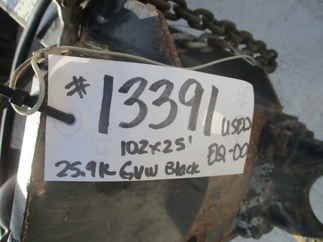 #13391 USED
102x25' EQ-00
25.9K GVW Black